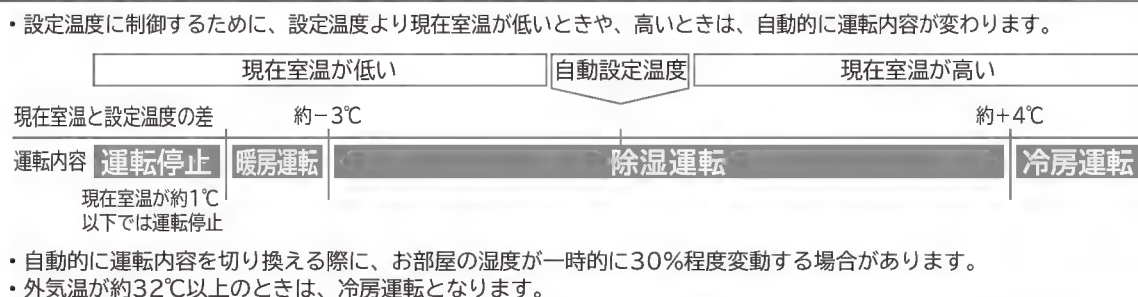 ・設定温度に制御するために、設定温度より現在室温が低いときや、高いときは、自動的に運転内容が変わります。
現在室温が低い 自動設定温度 現在室温が高い
現在室温と設定温度の差 約−3℃ 約+4℃
運転内容 運転停止 暖房運転 除湿運転 冷房運転
現在室温が約1℃
以下では運転停止
・自動的に運転内容を切り換える際に、お部屋の湿度が一時的に30%程度変動する場合があります。
・外気温が約32℃以上のときは、冷房運転となります。